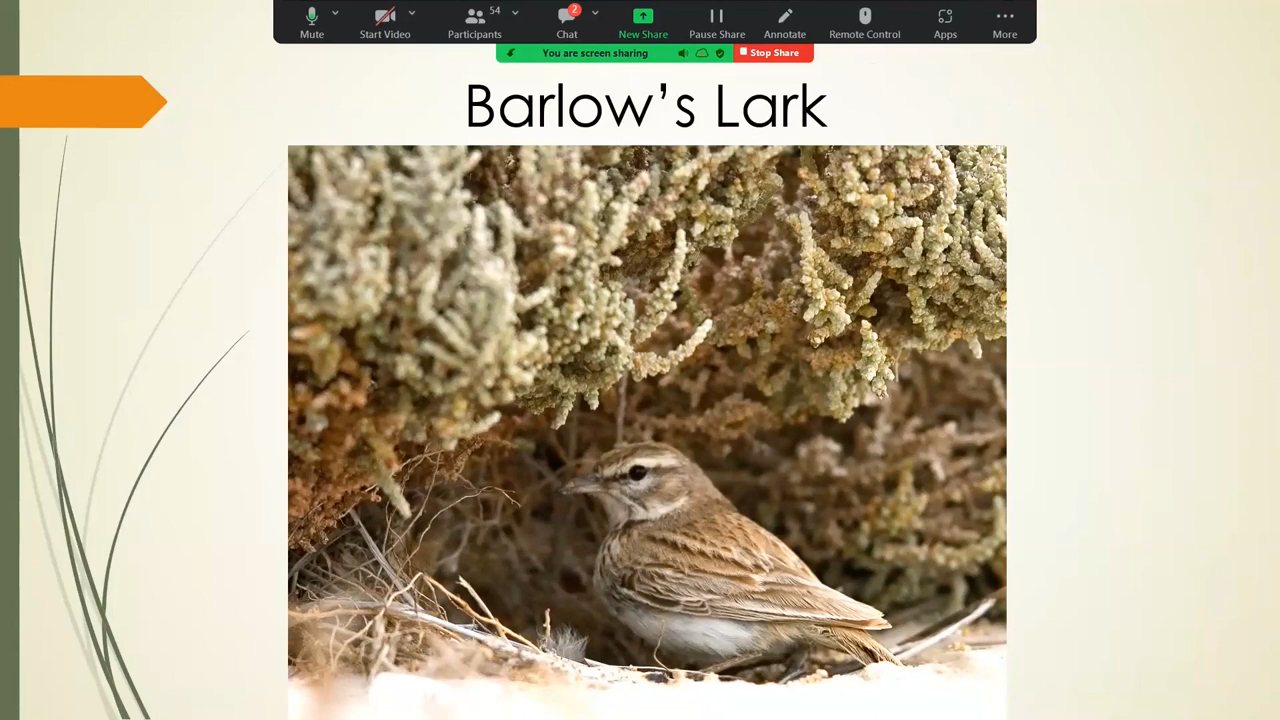 54
2
Mute
Start Video
Participants
Chat
New Share
Pause Share
Annotate
Remote Control
Apps
More
You are screen sharing
Stop Share
Barlow's Lark